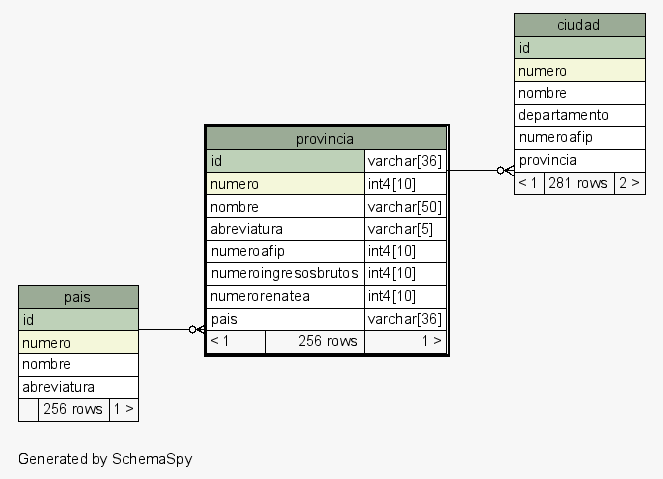 ciudad
id
numero
nombre
departamento
numeroafip
provincia
< 1 281 rows 2 >
provincia
id varchar[36]
numero int4[10]
nombre varchar[50]
abreviatura varchar[5]
numeroafip int4[10]
numeroingresosbrutos int4[10]
numerorenatea int4[10]
pais varchar[36]
< 1 256 rows 1 >
pais
id
numero
nombre
abreviatura
256 rows 1 >
Generated by SchemaSpy